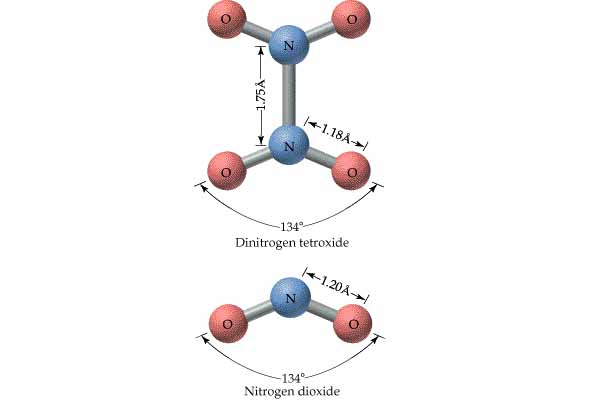 O O
N
1.75Å
N
1.18Å
O O
134°
Dinitrogen tetroxide
1.20Å
N
O O
134°
Nitrogen dioxide